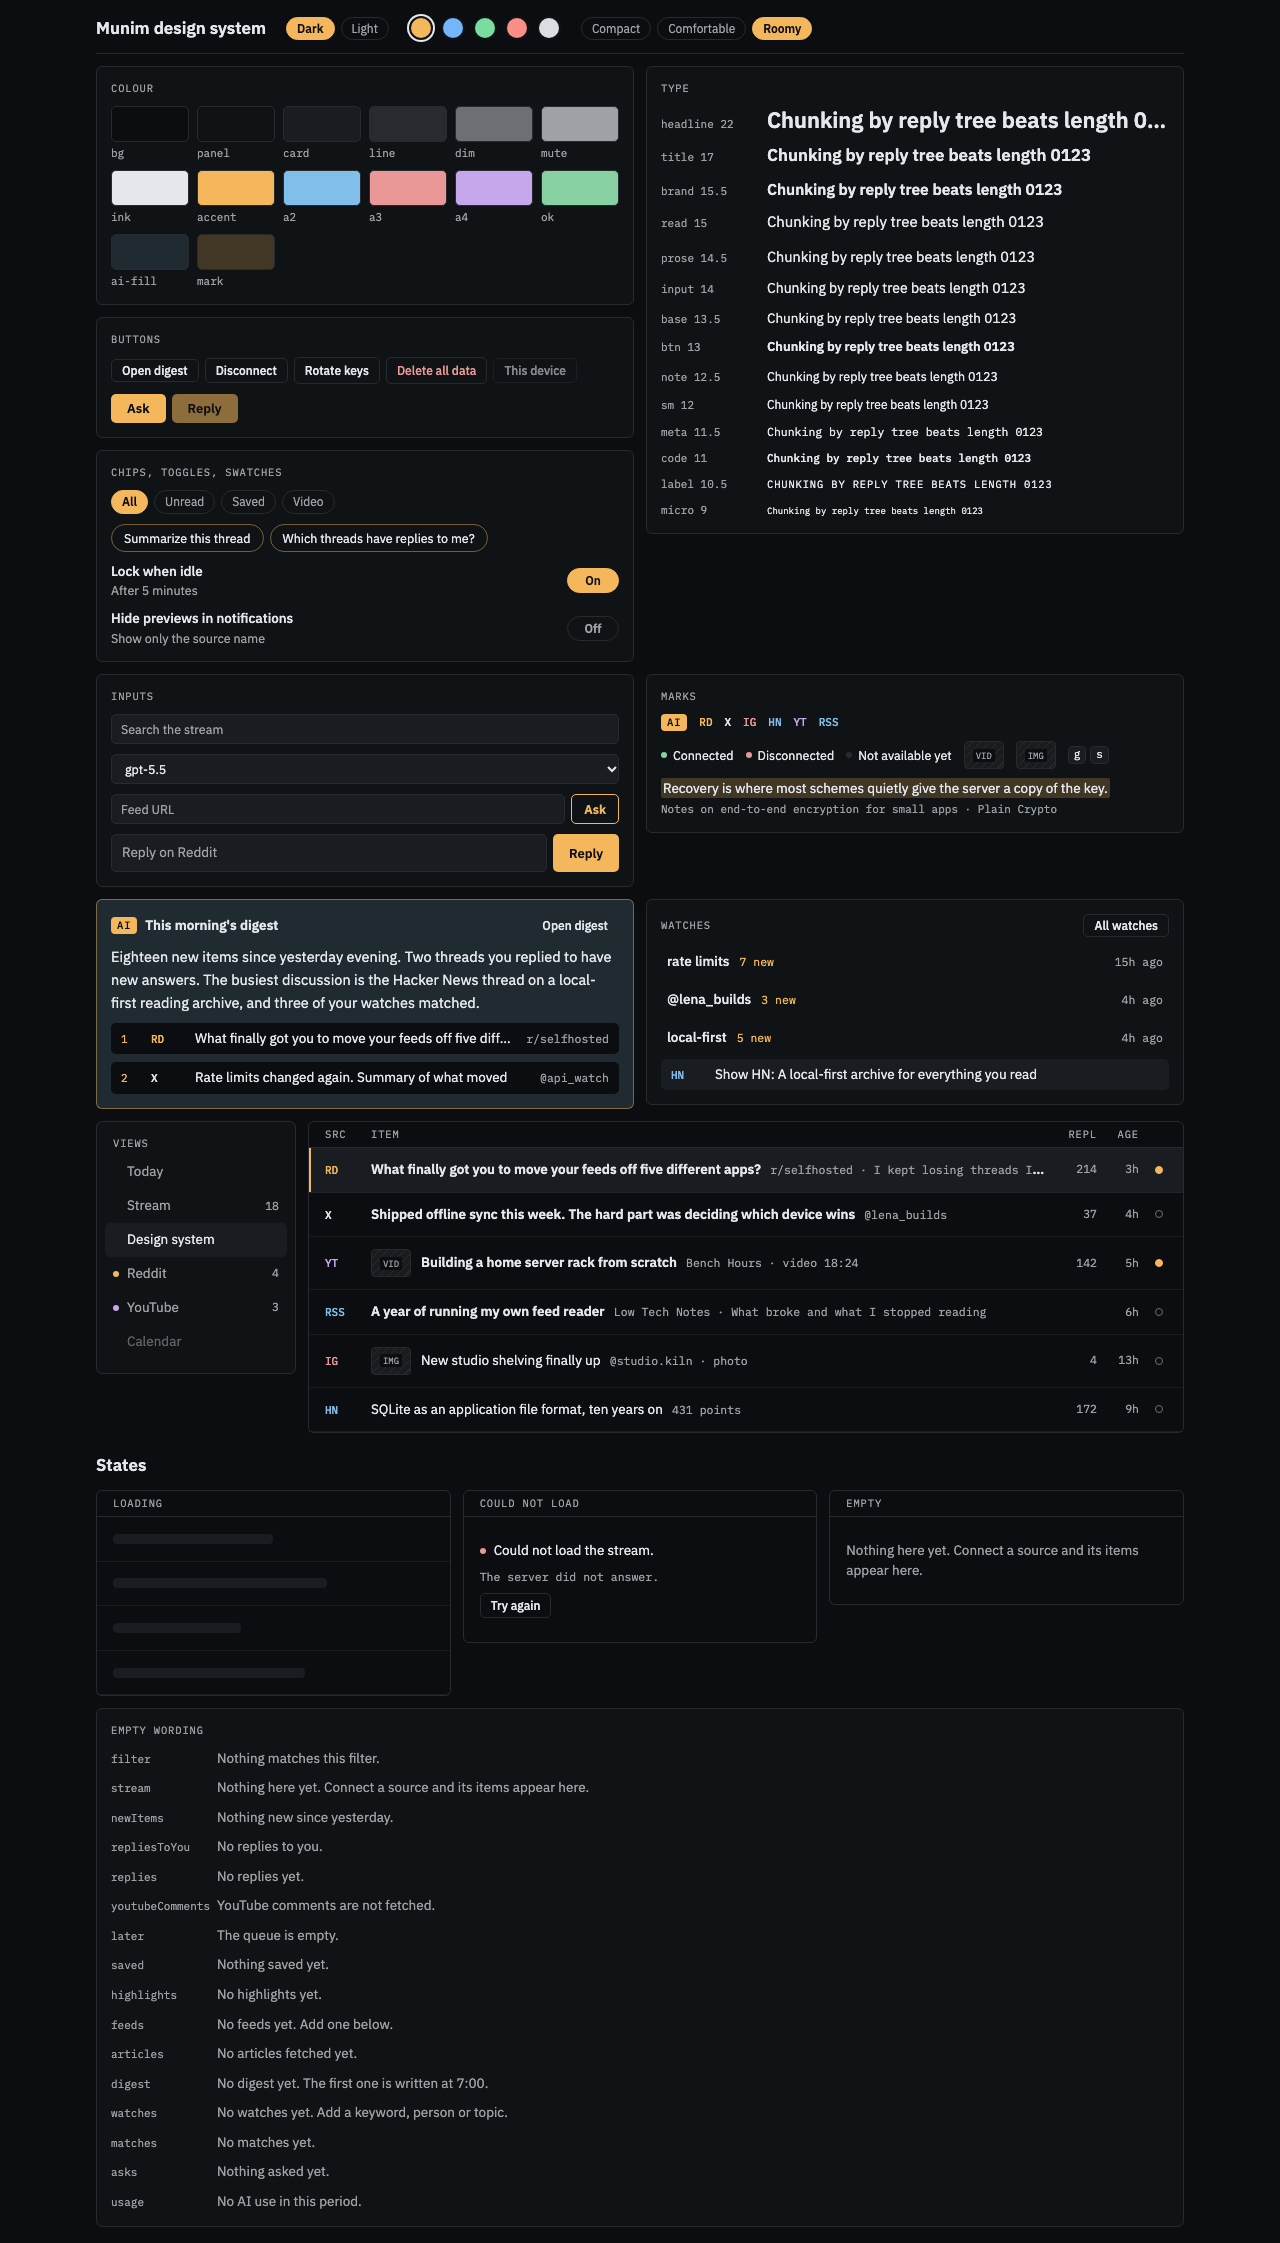 Munim design system
Dark
Light
Compact
Comfortable
Roomy
COLOUR
bg
panel
card
line
dim
mute
ink
accent
a2
a3
a4
ok
ai-fill
mark
TYPE
headline 22 Chunking by reply tree beats length 0...
title 17 Chunking by reply tree beats length 0123
brand 15.5 Chunking by reply tree beats length 0123
read 15 Chunking by reply tree beats length 0123
prose 14.5 Chunking by reply tree beats length 0123
input 14 Chunking by reply tree beats length 0123
base 13.5 Chunking by reply tree beats length 0123
btn 13 Chunking by reply tree beats length 0123
note 12.5 Chunking by reply tree beats length 0123
sm 12 Chunking by reply tree beats length 0123
meta 11.5 Chunking by reply tree beats length 0123
code 11 Chunking by reply tree beats length 0123
label 10.5 CHUNKING BY REPLY TREE BEATS LENGTH 0123
micro 9 Chunking by reply tree beats length 0123
BUTTONS
Open digest
Disconnect
Rotate keys
Delete all data
This device
Ask
Reply
CHIPS, TOGGLES, SWATCHES
All
Unread
Saved
Video
Summarize this thread
Which threads have replies to me?
Lock when idle
After 5 minutes
On
Hide previews in notifications
Show only the source name
Off
INPUTS
Search the stream
gpt-5.5
Feed URL
Ask
Reply on Reddit
Reply
MARKS
AI RD X IG HN YT RSS
Connected
Disconnected
Not available yet
VID
IMG
g
s
Recovery is where most schemes quietly give the server a copy of the key.
Notes on end-to-end encryption for small apps · Plain Crypto
AI This morning's digest
Open digest
Eighteen new items since yesterday evening. Two threads you replied to have
new answers. The busiest discussion is the Hacker News thread on a local-
first reading archive, and three of your watches matched.
1 RD What finally got you to move your feeds off five diff... r/selfhosted
2 X Rate limits changed again. Summary of what moved @api_watch
WATCHES
All watches
rate limits 7 new 15h ago
@lena_builds 3 new 4h ago
local-first 5 new 4h ago
HN Show HN: A local-first archive for everything you read
VIEWS
Today
Stream 18
Design system
Reddit 4
YouTube 3
Calendar
SRC ITEM REPL AGE
RD What finally got you to move your feeds off five different apps? r/selfhosted · I kept losing threads I... 214 3h
X Shipped offline sync this week. The hard part was deciding which device wins @lena_builds 37 4h
YT VID Building a home server rack from scratch Bench Hours · video 18:24 142 5h
RSS A year of running my own feed reader Low Tech Notes · What broke and what I stopped reading 6h
IG IMG New studio shelving finally up @studio.kiln · photo 4 13h
HN SQLite as an application file format, ten years on 431 points 172 9h
States
LOADING
COULD NOT LOAD
Could not load the stream.
The server did not answer.
Try again
EMPTY
Nothing here yet. Connect a source and its items
appear here.
EMPTY WORDING
filter Nothing matches this filter.
stream Nothing here yet. Connect a source and its items appear here.
newItems Nothing new since yesterday.
repliesToYou No replies to you.
replies No replies yet.
youtubeComments YouTube comments are not fetched.
later The queue is empty.
saved Nothing saved yet.
highlights No highlights yet.
feeds No feeds yet. Add one below.
articles No articles fetched yet.
digest No digest yet. The first one is written at 7:00.
watches No watches yet. Add a keyword, person or topic.
matches No matches yet.
asks Nothing asked yet.
usage No AI use in this period.